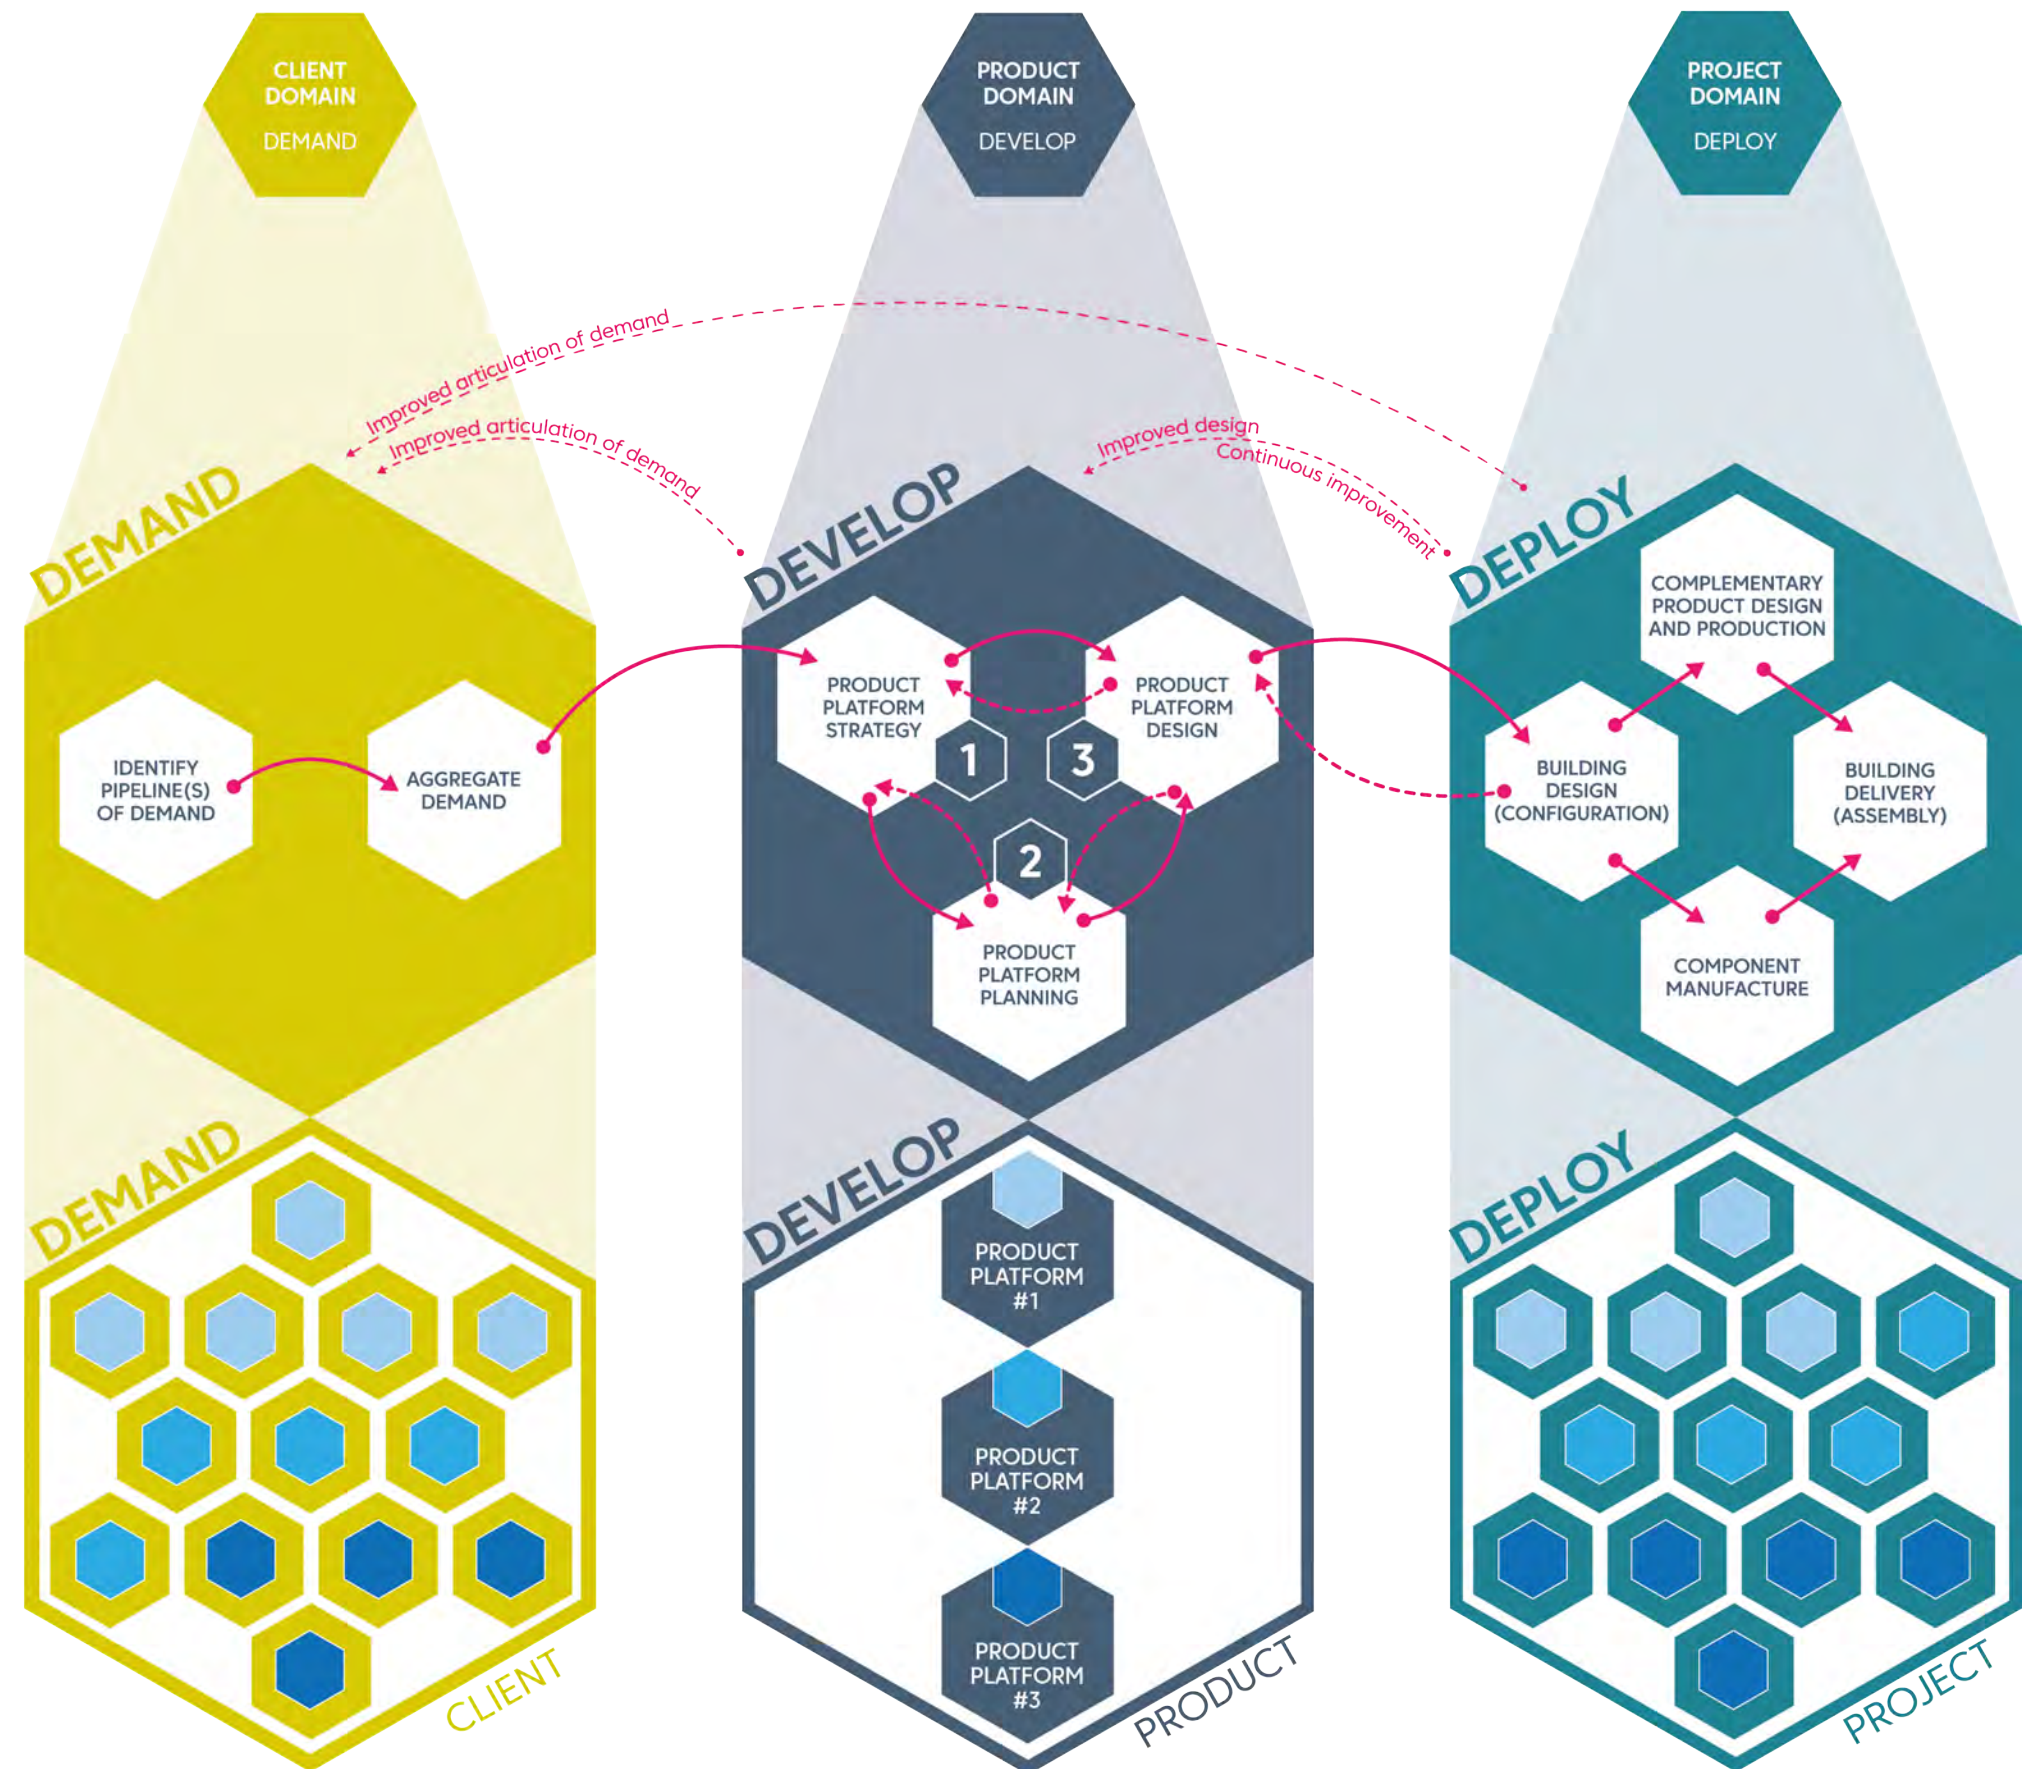 CLIENT
DOMAIN
DEMAND
PRODUCT
DOMAIN
DEVELOP
PROJECT
DOMAIN
DEPLOY
Improved articulation of demand
Improved articulation of demand
Improved design
Continuous improvement
DEMAND
IDENTIFY
PIPELINE(S)
OF DEMAND
AGGREGATE
DEMAND
DEVELOP
PRODUCT
PLATFORM
STRATEGY
1
3
PRODUCT
PLATFORM
DESIGN
2
PRODUCT
PLATFORM
PLANNING
DEPLOY
COMPLEMENTARY
PRODUCT DESIGN
AND PRODUCTION
BUILDING
DESIGN
(CONFIGURATION)
BUILDING
DELIVERY
(ASSEMBLY)
COMPONENT
MANUFACTURE
DEMAND
CLIENT
DEVELOP
PRODUCT
PLATFORM
#1
PRODUCT
PLATFORM
#2
PRODUCT
PLATFORM
#3
PRODUCT
DEPLOY
PROJECT